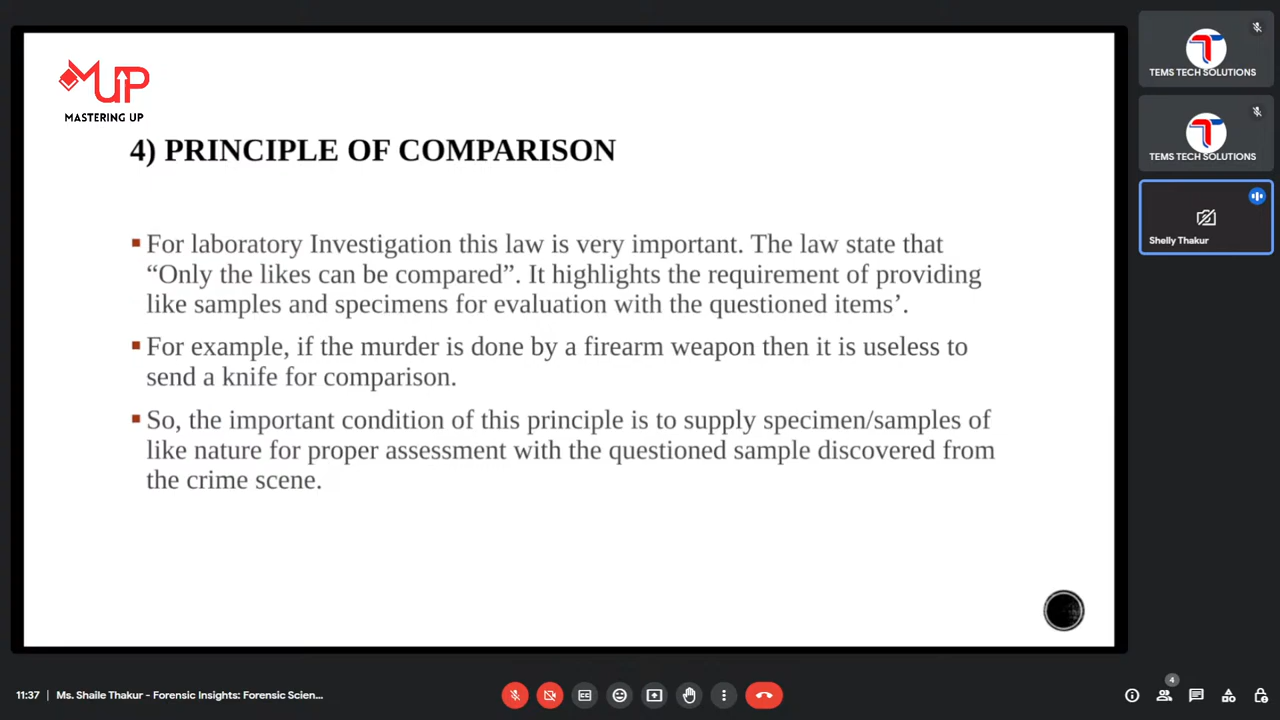 MUP
MASTERING UP
4) PRINCIPLE OF COMPARISON
For laboratory Investigation this law is very important. The law state that
“Only the likes can be compared”. It highlights the requirement of providing
like samples and specimens for evaluation with the questioned items’.
For example, if the murder is done by a firearm weapon then it is useless to
send a knife for comparison.
So, the important condition of this principle is to supply specimen/samples of
like nature for proper assessment with the questioned sample discovered from
the crime scene.
TEMS TECH SOLUTIONS
TEMS TECH SOLUTIONS
Shelly Thakur
11:37 | Ms. Shaile Thakur - Forensic Insights: Forensic Scien...
4